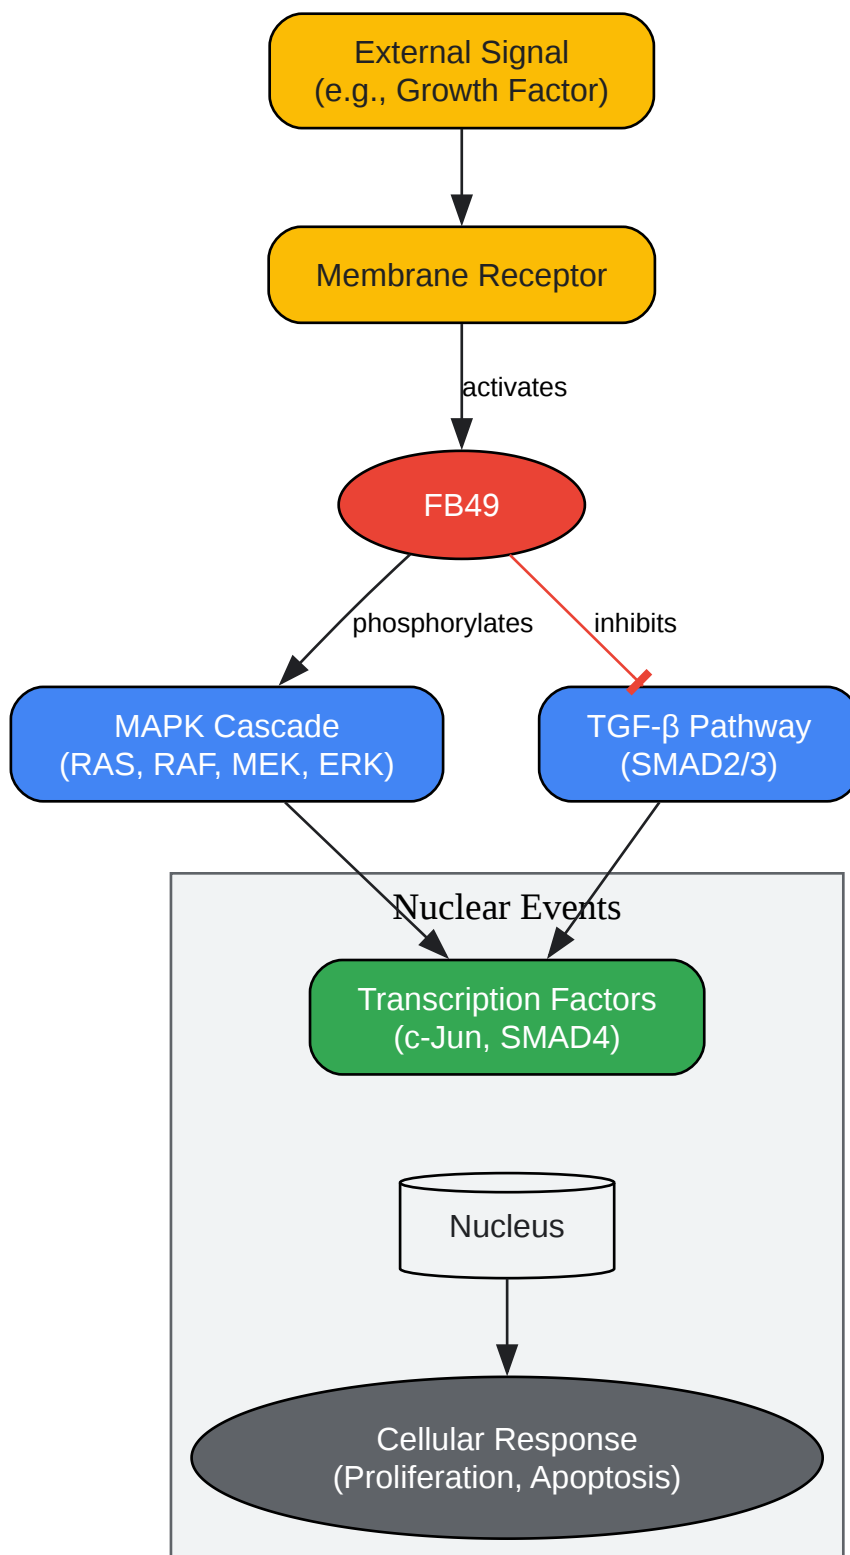 External Signal
(e.g., Growth Factor)
Membrane Receptor
activates
FB49
phosphorylates
inhibits
MAPK Cascade
(RAS, RAF, MEK, ERK)
TGF-β Pathway
(SMAD2/3)
Nuclear Events
Transcription Factors
(c-Jun, SMAD4)
Nucleus
Cellular Response
(Proliferation, Apoptosis)